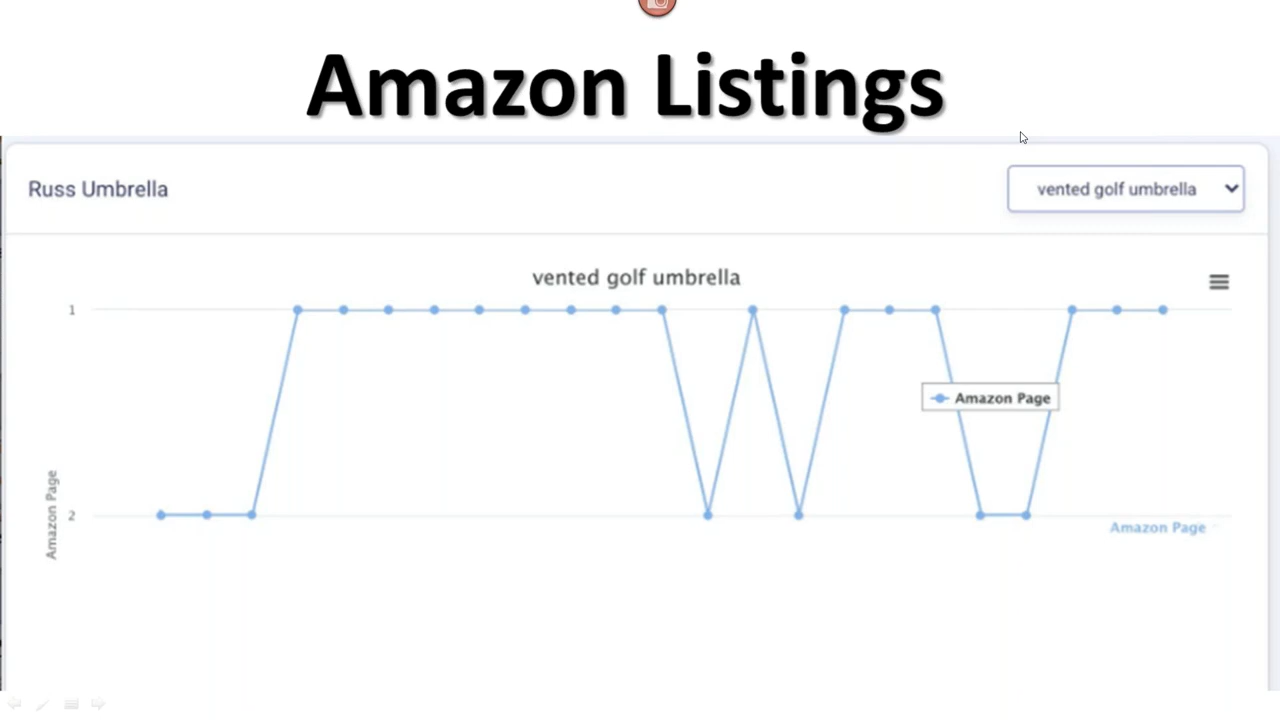 Amazon Listings
Russ Umbrella
vented golf umbrella
vented golf umbrella
1
Amazon Page
2
Amazon Page
Amazon Page